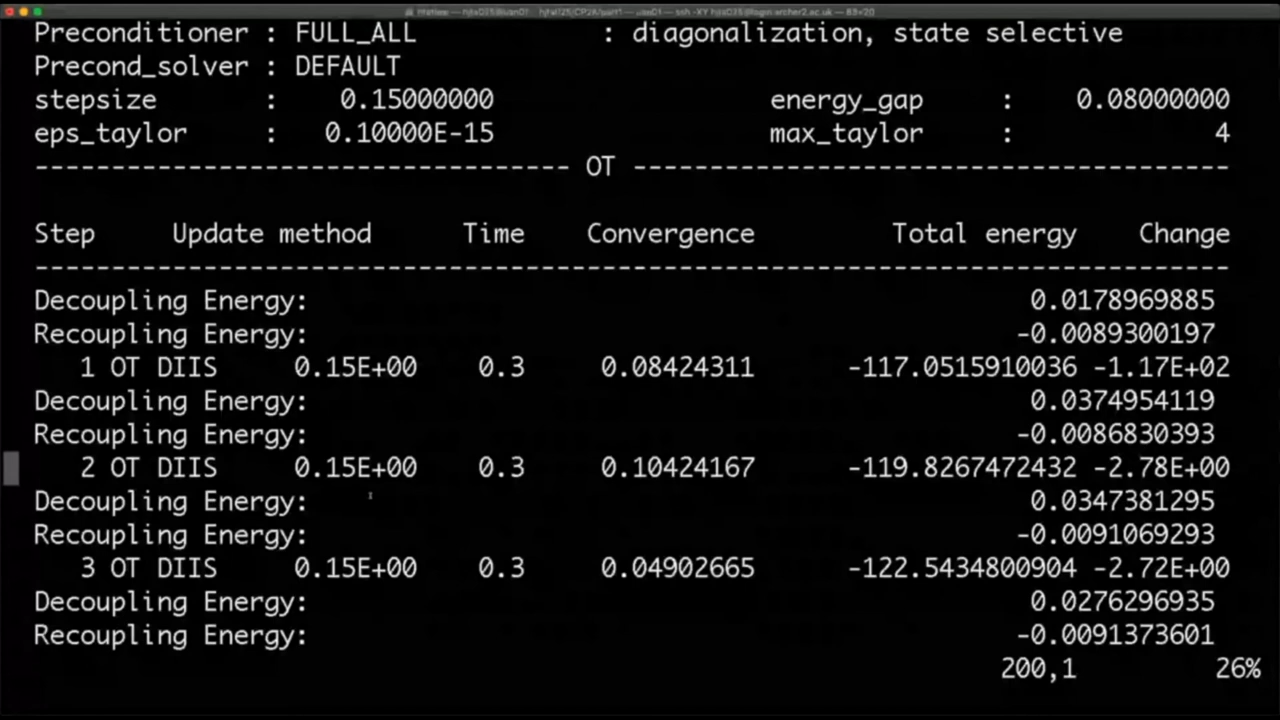 Preconditioner : FULL_ALL : diagonalization, state selective
Precond_solver : DEFAULT
stepsize : 0.15000000 energy_gap : 0.08000000
eps_taylor : 0.10000E-15 max_taylor : 4
----------------------------------- OT ---------------------------------------
Step Update method Time Convergence Total energy Change
------------------------------------------------------------------------------
Decoupling Energy: 0.0178969885
Recoupling Energy: -0.0089300197
1 OT DIIS 0.15E+00 0.3 0.08424311 -117.0515910036 -1.17E+02
Decoupling Energy: 0.0374954119
Recoupling Energy: -0.0086830393
2 OT DIIS 0.15E+00 0.3 0.10424167 -119.8267472432 -2.78E+00
Decoupling Energy: 0.0347381295
Recoupling Energy: -0.0091069293
3 OT DIIS 0.15E+00 0.3 0.04902665 -122.5434800904 -2.72E+00
Decoupling Energy: 0.0276296935
Recoupling Energy: -0.0091373601
200,1 26%